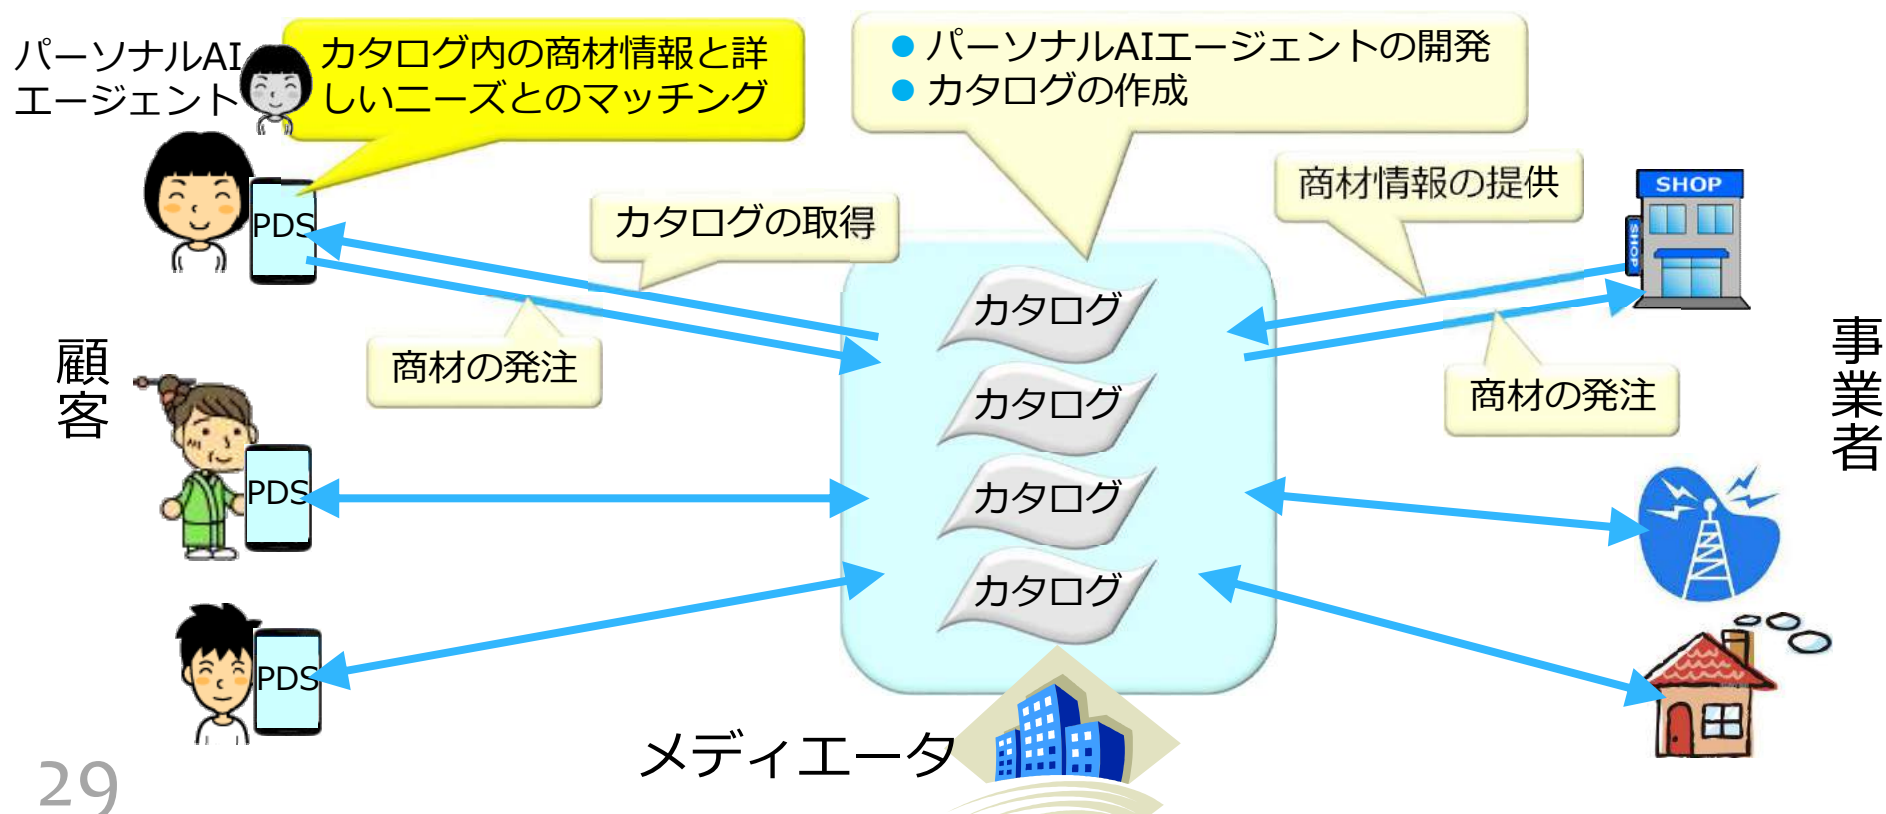 パーソナルAI
エージェント
カタログ内の商材情報と詳
しいニーズとのマッチング
● パーソナルAIエージェントの開発
● カタログの作成
商材情報の提供
SHOP
SHOP
カタログの取得
PDS
商材の発注
商材の発注
カタログ
カタログ
カタログ
カタログ
顧客
事業者
PDS
PDS
メディエータ
29